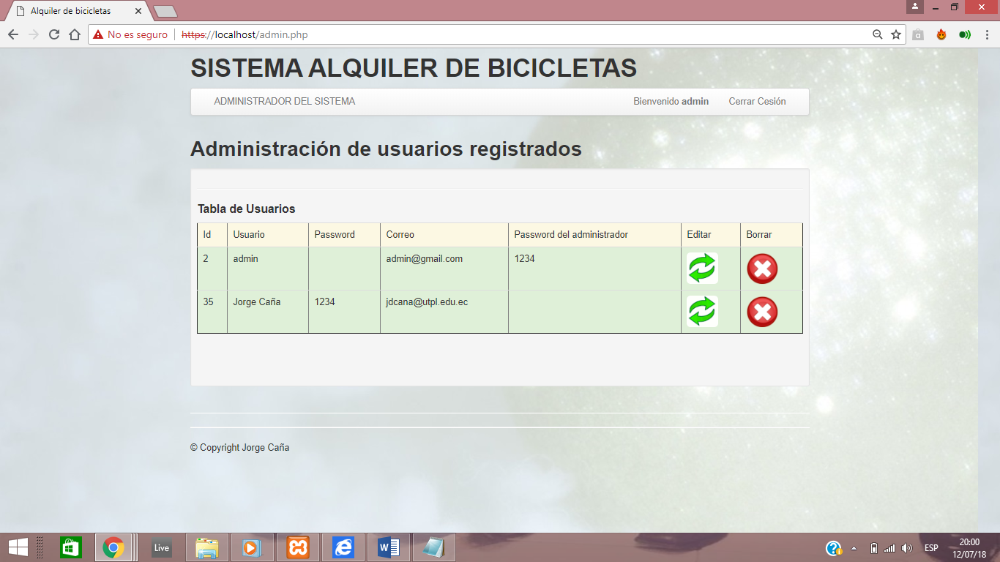 Alquiler de bicicletas
No es seguro https://localhost/admin.php
SISTEMA ALQUILER DE BICICLETAS
ADMINISTRADOR DEL SISTEMA Bienvenido admin Cerrar Cesión
Administración de usuarios registrados
Tabla de Usuarios
Id Usuario Password Correo Password del administrador Editar Borrar
2 admin admin@gmail.com 1234
35 Jorge Caña 1234 jdcana@utpl.edu.ec
© Copyright Jorge Caña
Live ESP 20:00
12/07/18